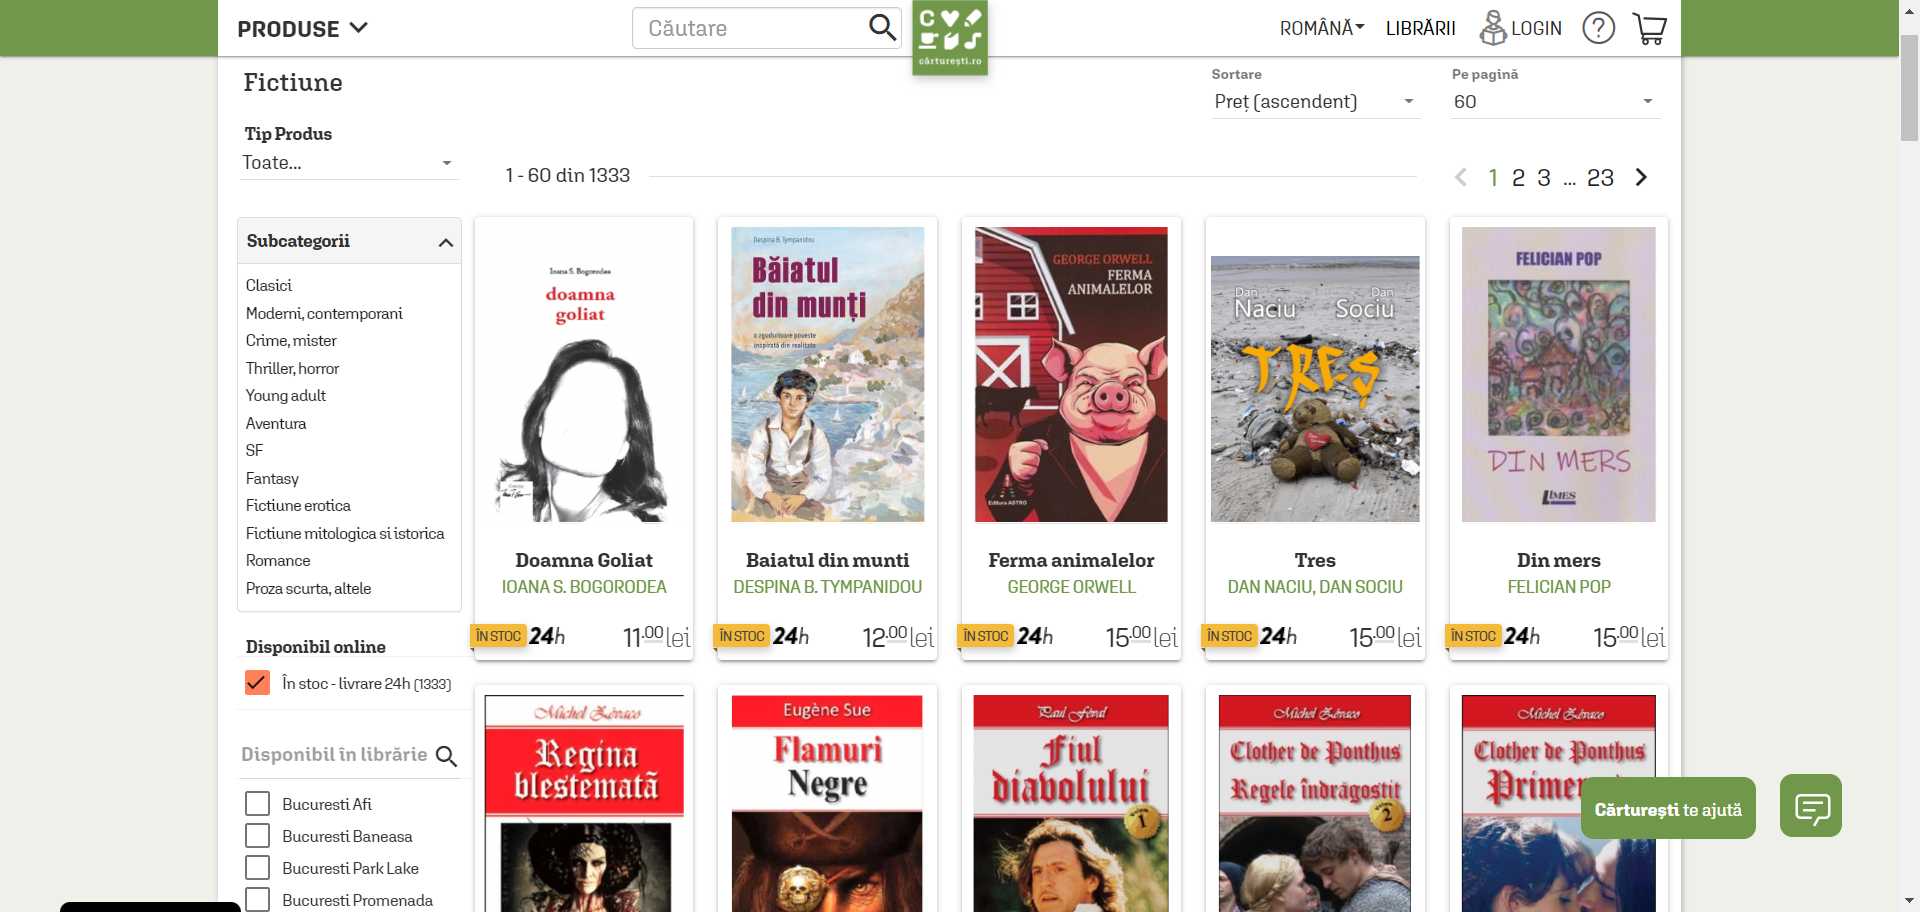 PRODUSE
Căutare
cărturești.ro
ROMÂNĂ
LIBRĂRII
LOGIN
Fictiune
Sortare
Preț (ascendent)
Pe pagină
60
Tip Produs
Toate...
1 - 60 din 1333
1 2 3 ... 23
Subcategorii
Clasici
Moderni, contemporani
Crime, mister
Thriller, horror
Young adult
Aventura
SF
Fantasy
Fictiune erotica
Fictiune mitologica si istorica
Romance
Proza scurta, altele
Disponibil online
În stoc - livrare 24h (1333)
Disponibil în librărie
Bucuresti Afi
Bucuresti Baneasa
Bucuresti Park Lake
Bucuresti Promenada
Ioana S. Bogorodea
doamna
goliat
Doamna Goliat
IOANA S. BOGORODEA
ÎN STOC 24h 11.00 lei
Despina B. Tympanidou
Băiatul
din munți
o zguduitoare poveste
inspirată din realitate
Baiatul din munti
DESPINA B. TYMPANIDOU
ÎN STOC 24h 12.00 lei
GEORGE ORWELL
FERMA
ANIMALELOR
Editura ASTRO
Ferma animalelor
GEORGE ORWELL
ÎN STOC 24h 15.00 lei
Dan Naciu
Dan Sociu
TREȘ
Tres
DAN NACIU, DAN SOCIU
ÎN STOC 24h 15.00 lei
FELICIAN POP
DIN MERS
LIMES
Din mers
FELICIAN POP
ÎN STOC 24h 15.00 lei
Michel Zévaco
Regina
blestemată
Eugène Sue
Flamuri
Negre
Paul Féval
Fiul
diavolului
1
Michel Zévaco
Clother de Ponthus
Regele îndrăgostit
2
Michel Zévaco
Clother de Ponthus
Cărturești te ajută